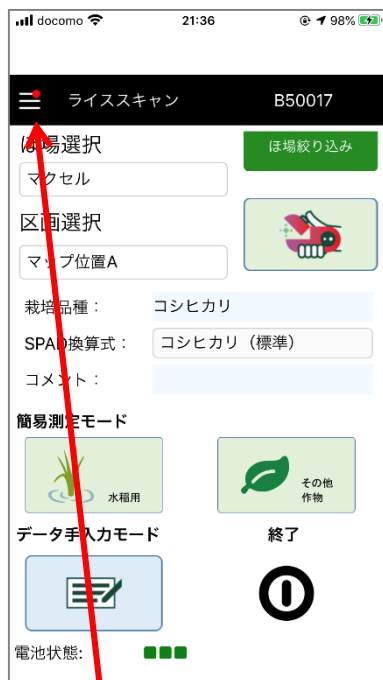 docomo 21:36 98%
ライススキャン B50017
ほ場選択 ほ場絞り込み
マクセル
区画選択
マップ位置A
栽培品種： コシヒカリ
SPAD換算式： コシヒカリ（標準）
コメント：
簡易測定モード
水稲用 その他
作物
データ手入力モード 終了
電池状態: